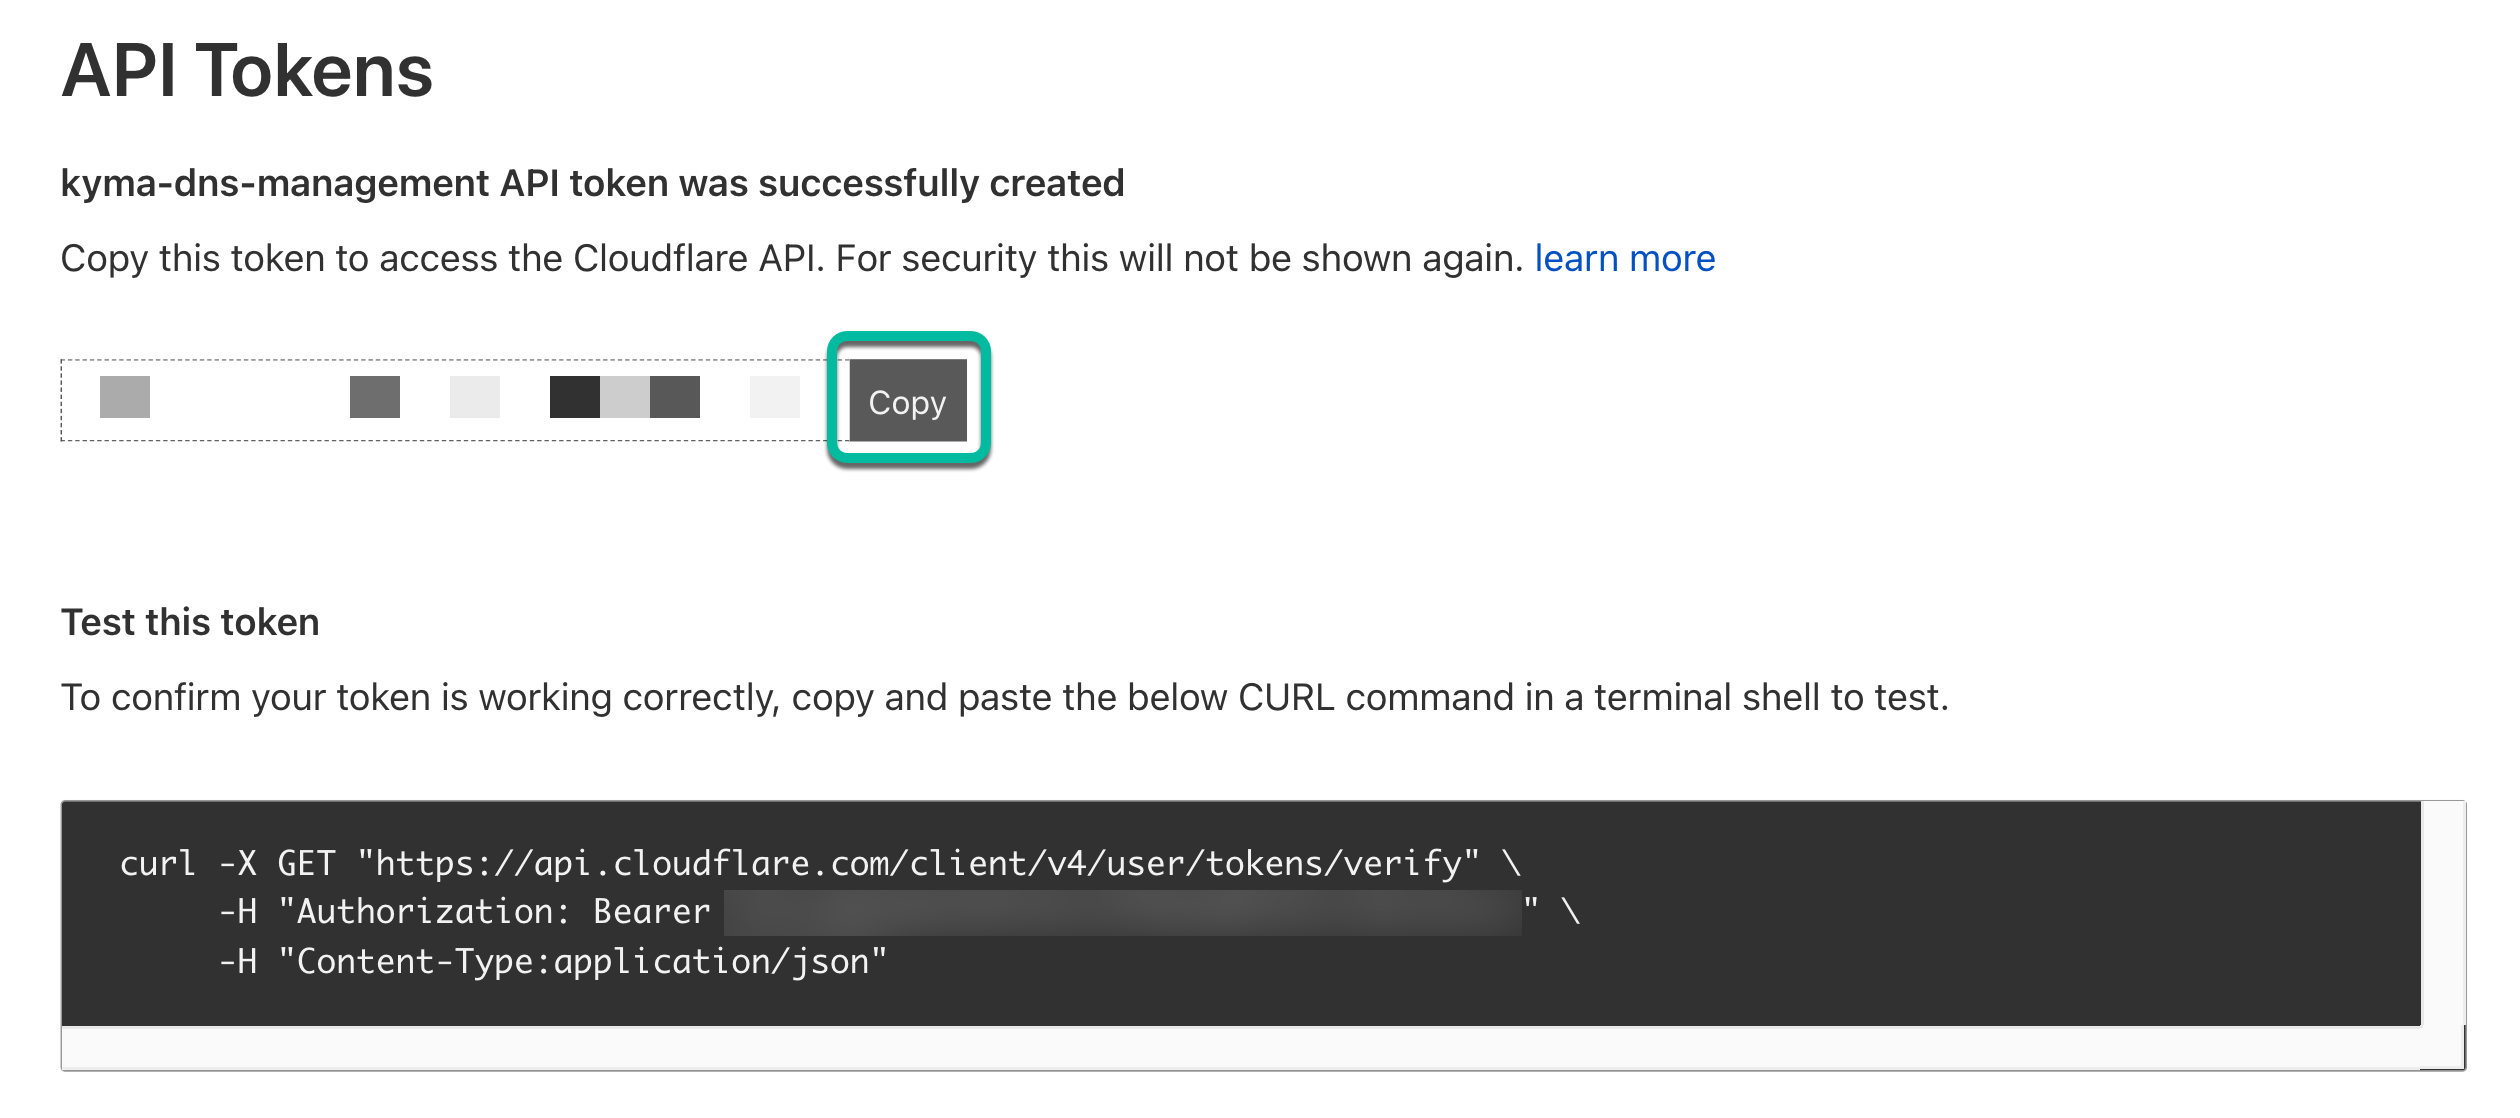 API Tokens
kyma-dns-management API token was successfully created
Copy this token to access the Cloudflare API. For security this will not be shown again. learn more
Copy
Test this token
To confirm your token is working correctly, copy and paste the below CURL command in a terminal shell to test.
curl -X GET "https://api.cloudflare.com/client/v4/user/tokens/verify" \
-H "Authorization: Bearer " \
-H "Content-Type:application/json"